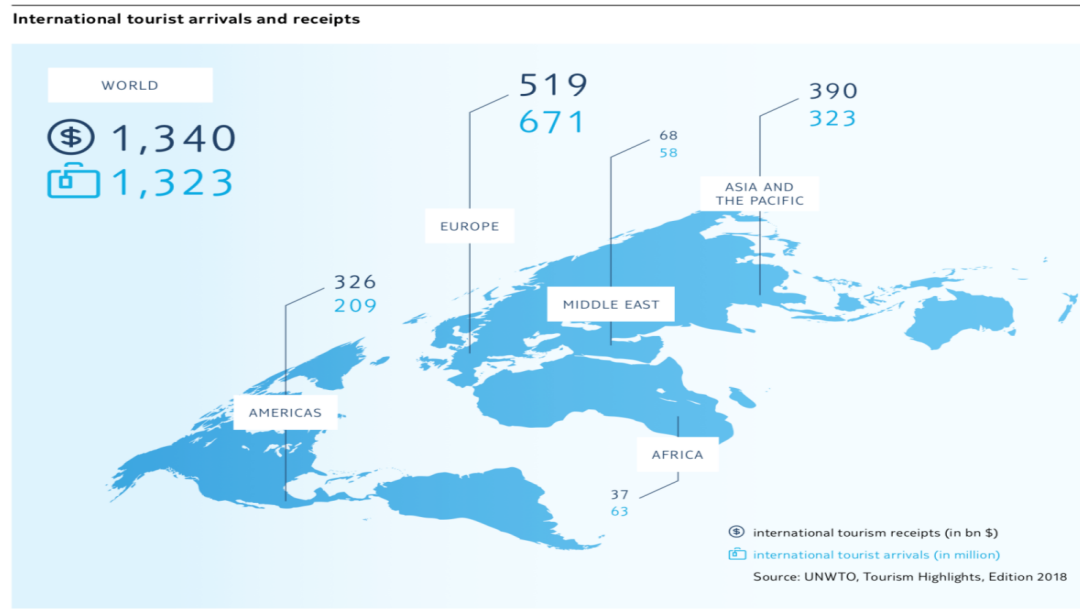 International tourist arrivals and receipts
WORLD
$ 1,340
1,323
519
671
390
323
68
58
ASIA AND
THE PACIFIC
EUROPE
326
209
MIDDLE EAST
AMERICAS
AFRICA
37
63
$ international tourism receipts (in bn $)
international tourist arrivals (in million)
Source: UNWTO, Tourism Highlights, Edition 2018